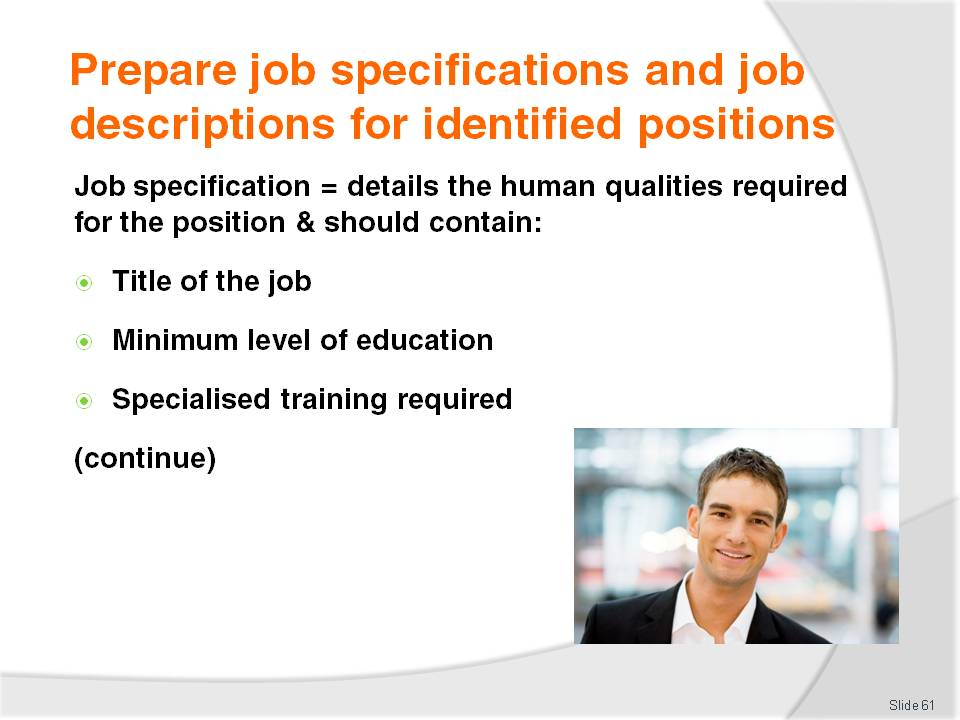 Prepare job specifications and job
descriptions for identified positions
Job specification = details the human qualities required
for the position & should contain:
Title of the job
Minimum level of education
Specialised training required
(continue)
Slide 61